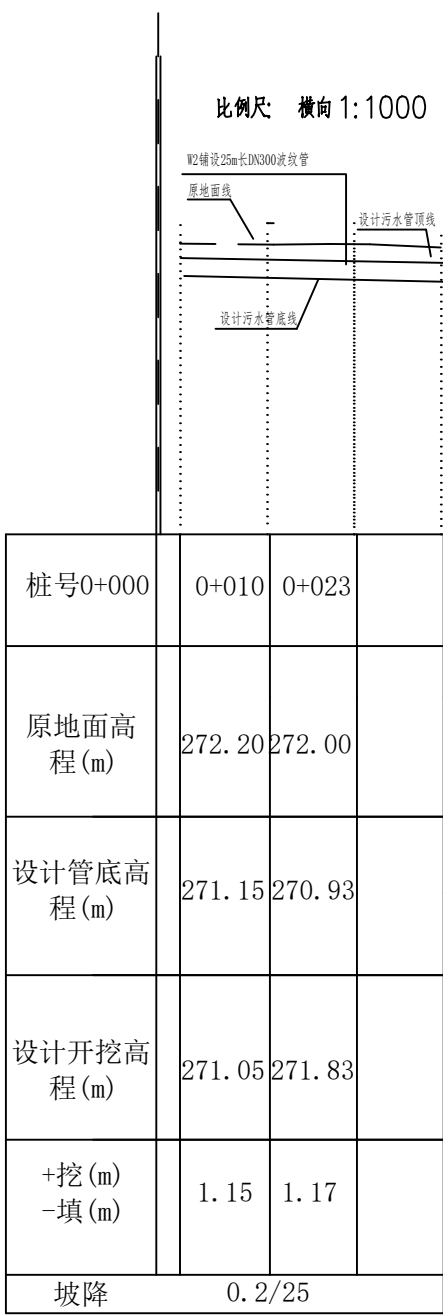 比例尺: 横向 1:1000
W2铺设25m长DN300波纹管
原地面线
设计污水管顶线
设计污水管底线
桩号0+000 0+010 0+023
原地面高
程(m) 272.20 272.00
设计管底高
程(m) 271.15 270.93
设计开挖高
程(m) 271.05 271.83
+挖(m)
-填(m) 1.15 1.17
坡降 0.2/25